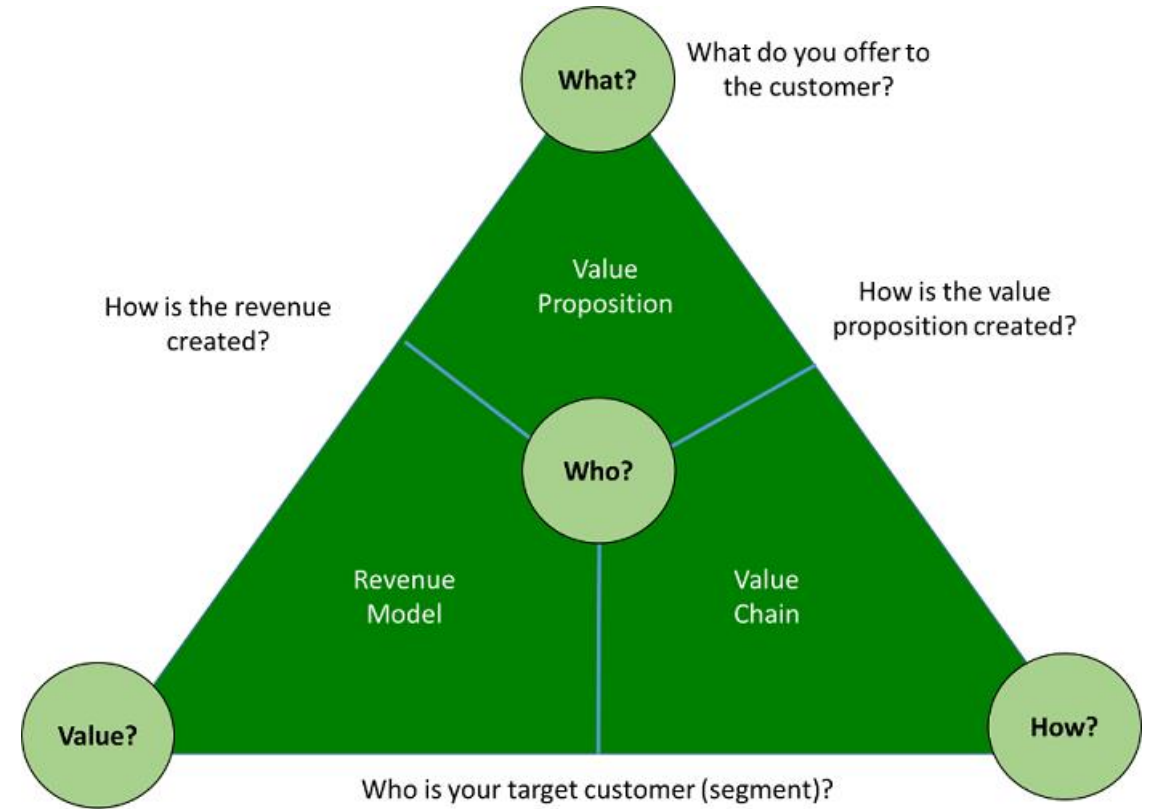 What?
What do you offer to
the customer?
Value
Proposition
How is the revenue
created?
How is the value
proposition created?
Who?
Revenue
Model
Value
Chain
Value?
How?
Who is your target customer (segment)?